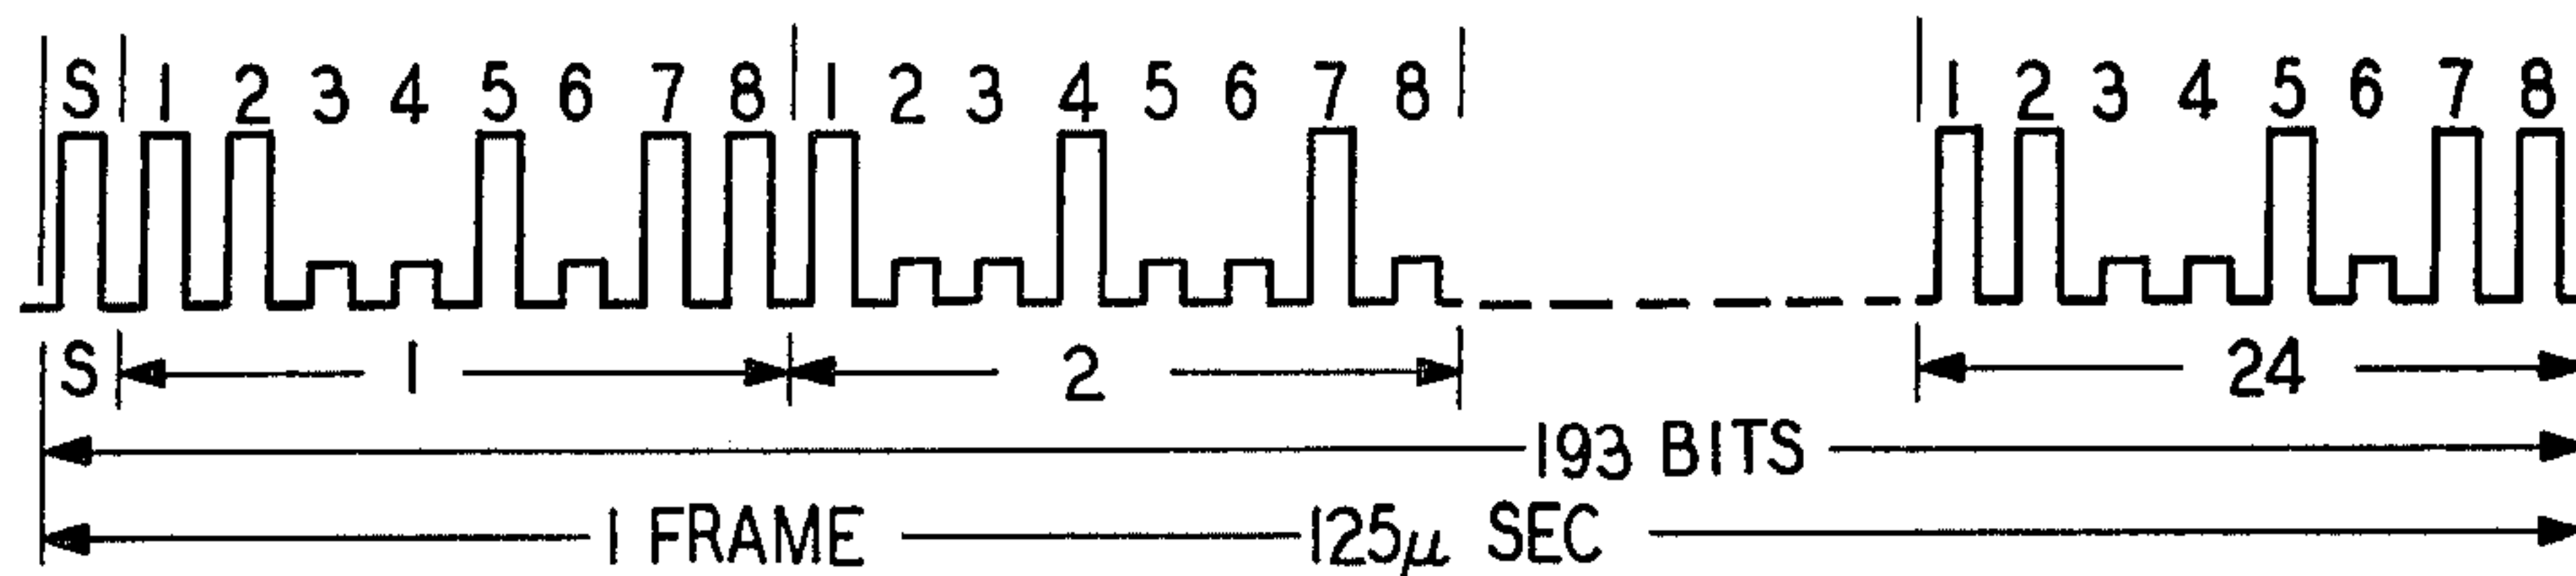 S 1 2 3 4 5 6 7 8 1 2 3 4 5 6 7 8 1 2 3 4 5 6 7 8
S 1 2 24
193 BITS
1 FRAME 125μ SEC